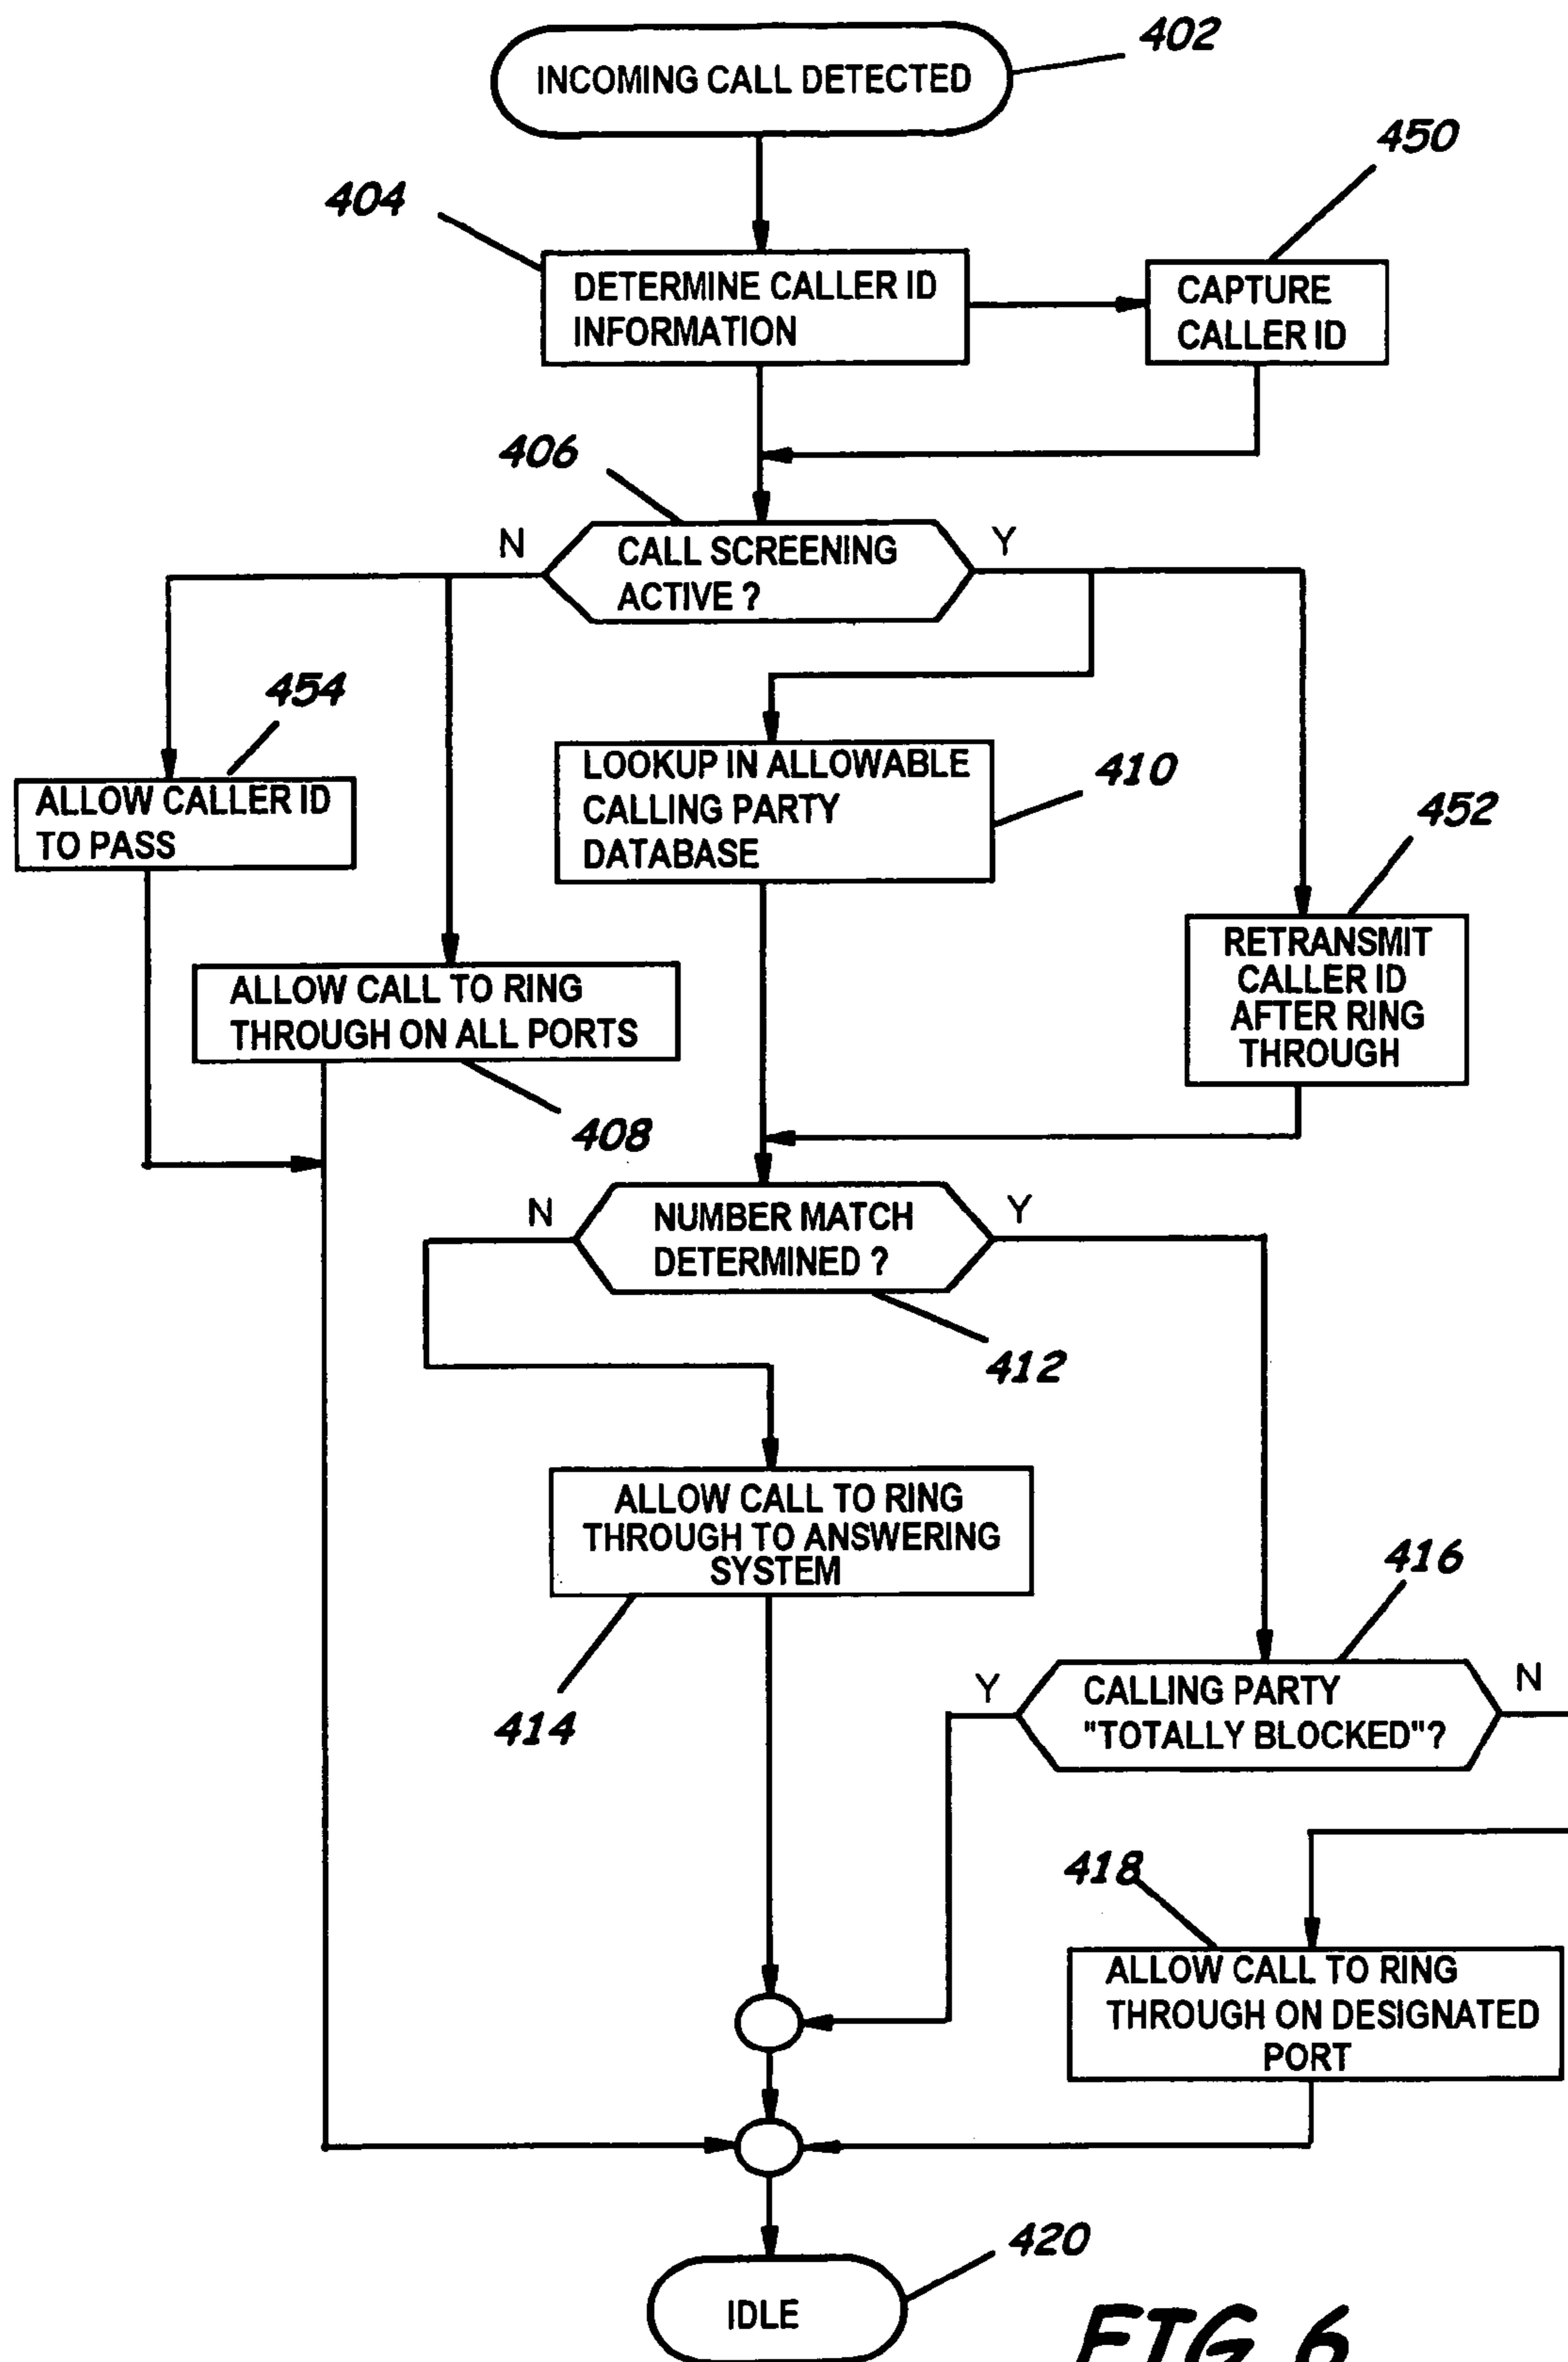 402
INCOMING CALL DETECTED
450
404
DETERMINE CALLER ID
INFORMATION
CAPTURE
CALLER ID
406
N
CALL SCREENING
ACTIVE ?
Y
454
ALLOW CALLER ID
TO PASS
LOOKUP IN ALLOWABLE
CALLING PARTY
DATABASE
410
452
RETRANSMIT
CALLER ID
AFTER RING
THROUGH
ALLOW CALL TO RING
THROUGH ON ALL PORTS
408
N
NUMBER MATCH
DETERMINED ?
Y
412
ALLOW CALL TO RING
THROUGH TO ANSWERING
SYSTEM
414
416
Y
CALLING PARTY
"TOTALLY BLOCKED"?
N
418
ALLOW CALL TO RING
THROUGH ON DESIGNATED
PORT
420
IDLE
FIG 6